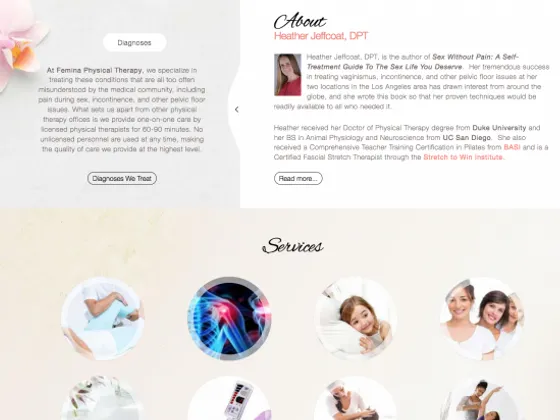 Diagnoses
At Femina Physical Therapy, we specialize in
treating these conditions that are all too often
misunderstood by the medical community, including
pain during sex, incontinence, and other pelvic floor
issues. What sets us apart from other physical
therapy offices is we provide one-on-one care by
licensed physical therapists for 60-90 minutes. No
unlicensed personnel are used at any time, making
the quality of care we provide at the highest level.
Diagnoses We Treat
About
Heather Jeffcoat, DPT
Heather Jeffcoat, DPT, is the author of Sex Without Pain: A Self-
Treatment Guide To The Sex Life You Deserve. Her tremendous success
in treating vaginismus, incontinence, and other pelvic floor issues at her
two locations in the Los Angeles area has drawn interest from around the
globe, and she wrote this book so that her proven techniques would be
readily available to all who needed it.
Heather received her Doctor of Physical Therapy degree from Duke University and
her BS in Animal Physiology and Neuroscience from UC San Diego. She also
received a Comprehensive Teacher Training Certification in Pilates from BASI and is a
Certified Fascial Stretch Therapist through the Stretch to Win Institute.
Read more...
Services